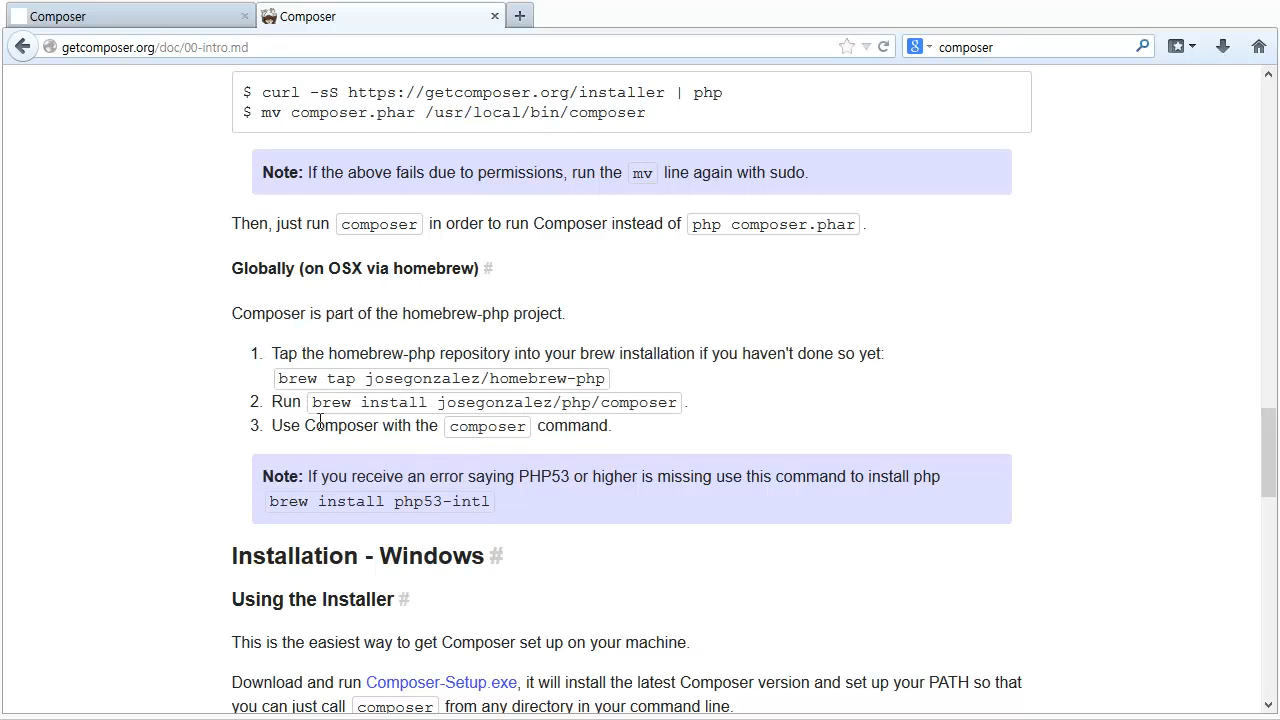 Composer
Composer
getcomposer.org/doc/00-intro.md
composer
$ curl -sS https://getcomposer.org/installer | php
$ mv composer.phar /usr/local/bin/composer
Note: If the above fails due to permissions, run the mv line again with sudo.
Then, just run composer in order to run Composer instead of php composer.phar.
Globally (on OSX via homebrew) #
Composer is part of the homebrew-php project.
1. Tap the homebrew-php repository into your brew installation if you haven't done so yet:
brew tap josegonzalez/homebrew-php
2. Run brew install josegonzalez/php/composer.
3. Use Composer with the composer command.
Note: If you receive an error saying PHP53 or higher is missing use this command to install php
brew install php53-intl
Installation - Windows #
Using the Installer #
This is the easiest way to get Composer set up on your machine.
Download and run Composer-Setup.exe, it will install the latest Composer version and set up your PATH so that
you can just call composer from any directory in your command line.